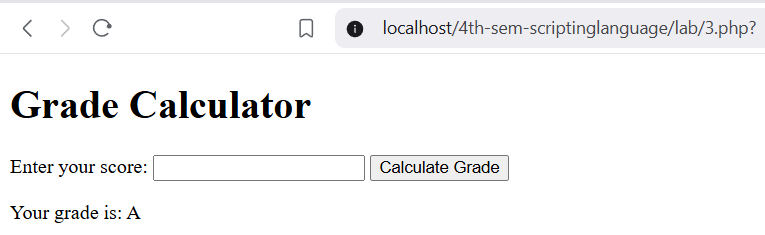 localhost/4th-sem-scriptinglanguage/lab/3.php?
Grade Calculator
Enter your score: Calculate Grade
Your grade is: A